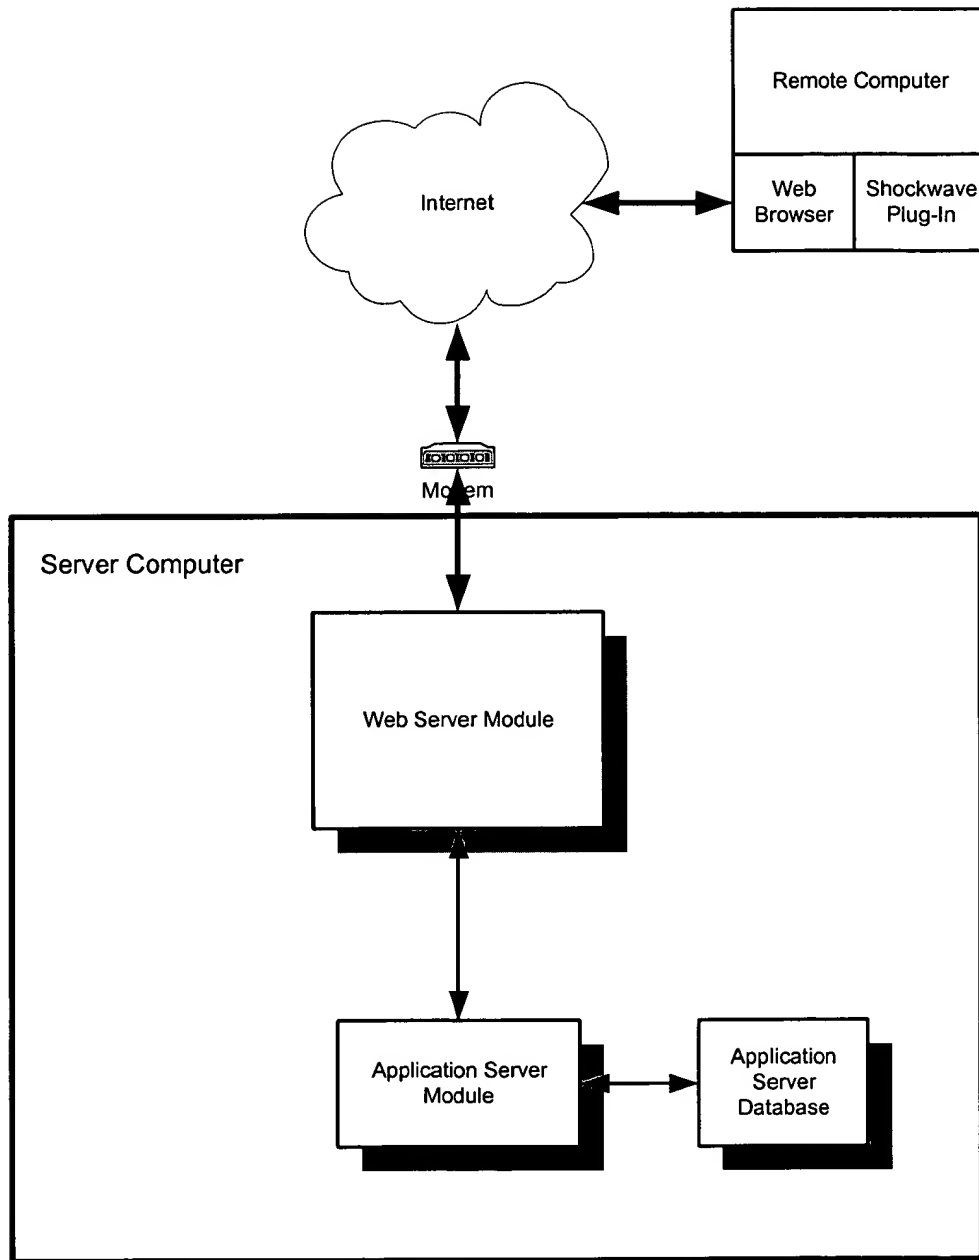 Remote Computer
Internet
Web
Browser
Shockwave
Plug-In
Modem
Server Computer
Web Server Module
Application Server
Module
Application
Server
Database